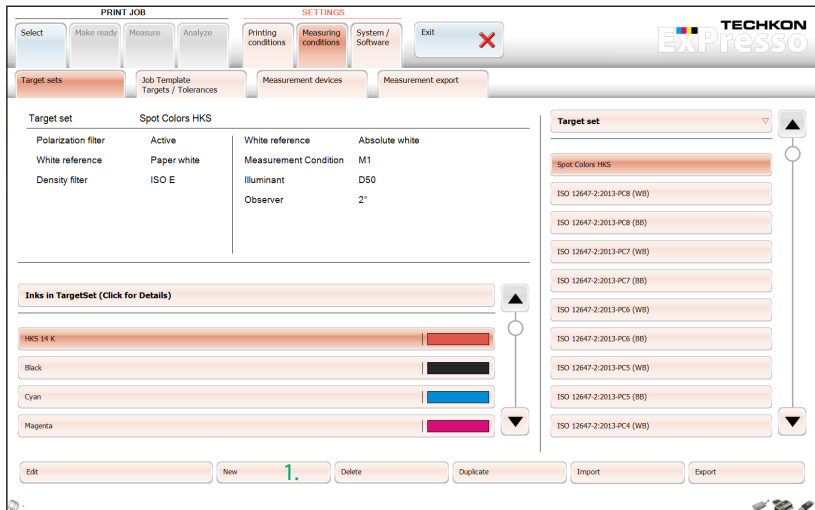 PRINT JOB
SETTINGS
Select
Make ready
Measure
Analyze
Printing
conditions
Measuring
conditions
System /
Software
Exit
TECHKON
ExPresso
Target sets
Job Template
Targets / Tolerances
Measurement devices
Measurement export
Target set Spot Colors HKS
Polarization filter Active
White reference Paper white
Density filter ISO E
White reference Absolute white
Measurement Condition M1
Illuminant D50
Observer 2°
Target set
Spot Colors HKS
ISO 12647-2:2013-PC8 (WB)
ISO 12647-2:2013-PC8 (BB)
ISO 12647-2:2013-PC7 (WB)
ISO 12647-2:2013-PC7 (BB)
ISO 12647-2:2013-PC6 (WB)
ISO 12647-2:2013-PC6 (BB)
ISO 12647-2:2013-PC5 (WB)
ISO 12647-2:2013-PC5 (BB)
ISO 12647-2:2013-PC4 (WB)
Inks in TargetSet (Click for Details)
HKS 14 K
Black
Cyan
Magenta
Edit
New
1.
Delete
Duplicate
Import
Export